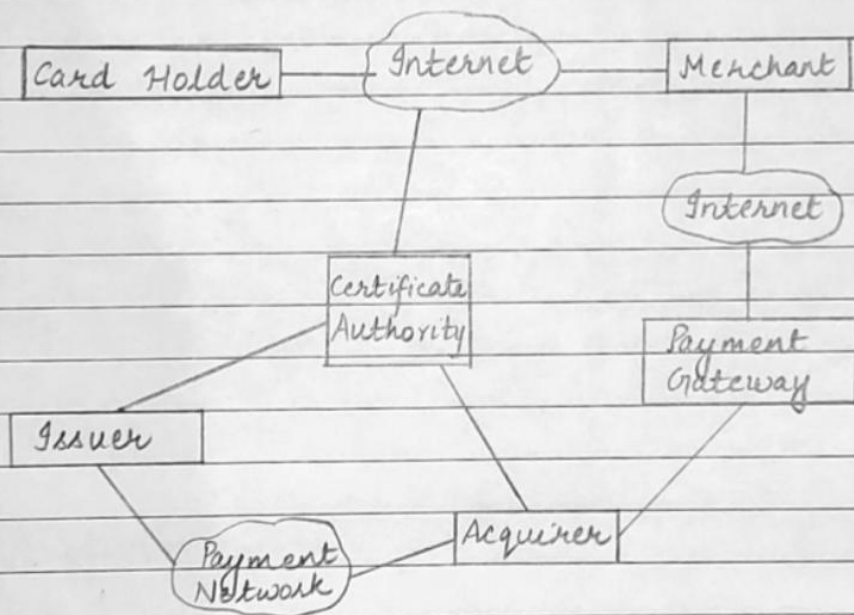 Card Holder
Internet
Merchant
Internet
Certificate
Authority
Payment
Gateway
Issuer
Acquirer
Payment
Network